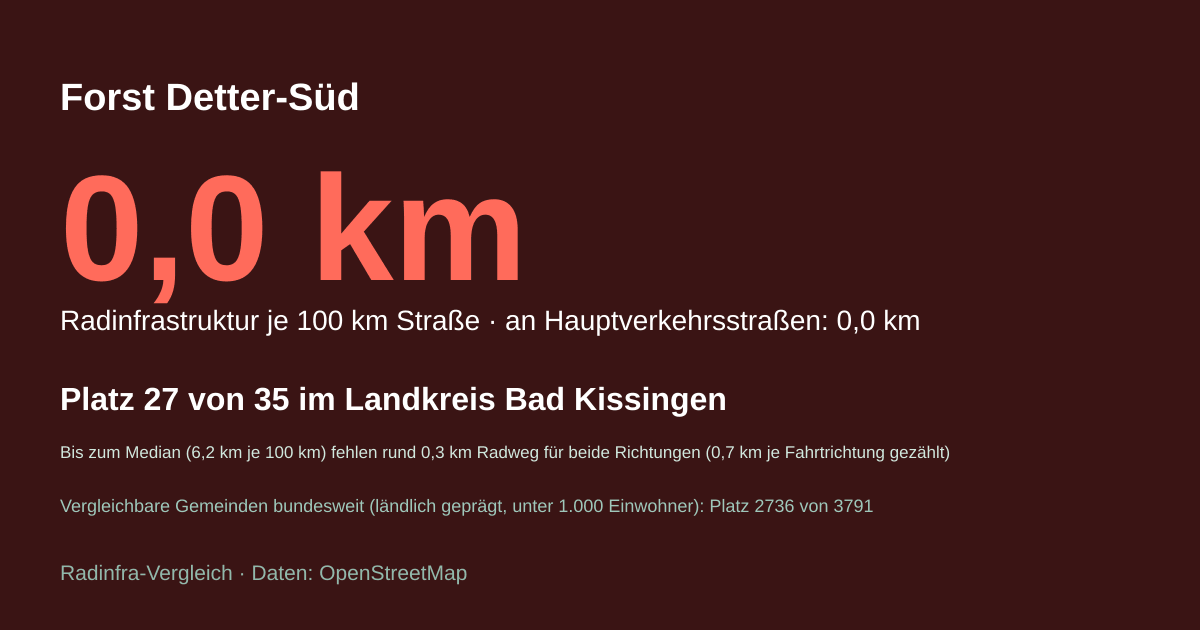 Forst Detter-Süd
0,0 km
Radinfrastruktur je 100 km Straße · an Hauptverkehrsstraßen: 0,0 km
Platz 27 von 35 im Landkreis Bad Kissingen
Bis zum Median (6,2 km je 100 km) fehlen rund 0,3 km Radweg für beide Richtungen (0,7 km je Fahrtrichtung gezählt)
Vergleichbare Gemeinden bundesweit (ländlich geprägt, unter 1.000 Einwohner): Platz 2736 von 3791
Radinfra-Vergleich · Daten: OpenStreetMap